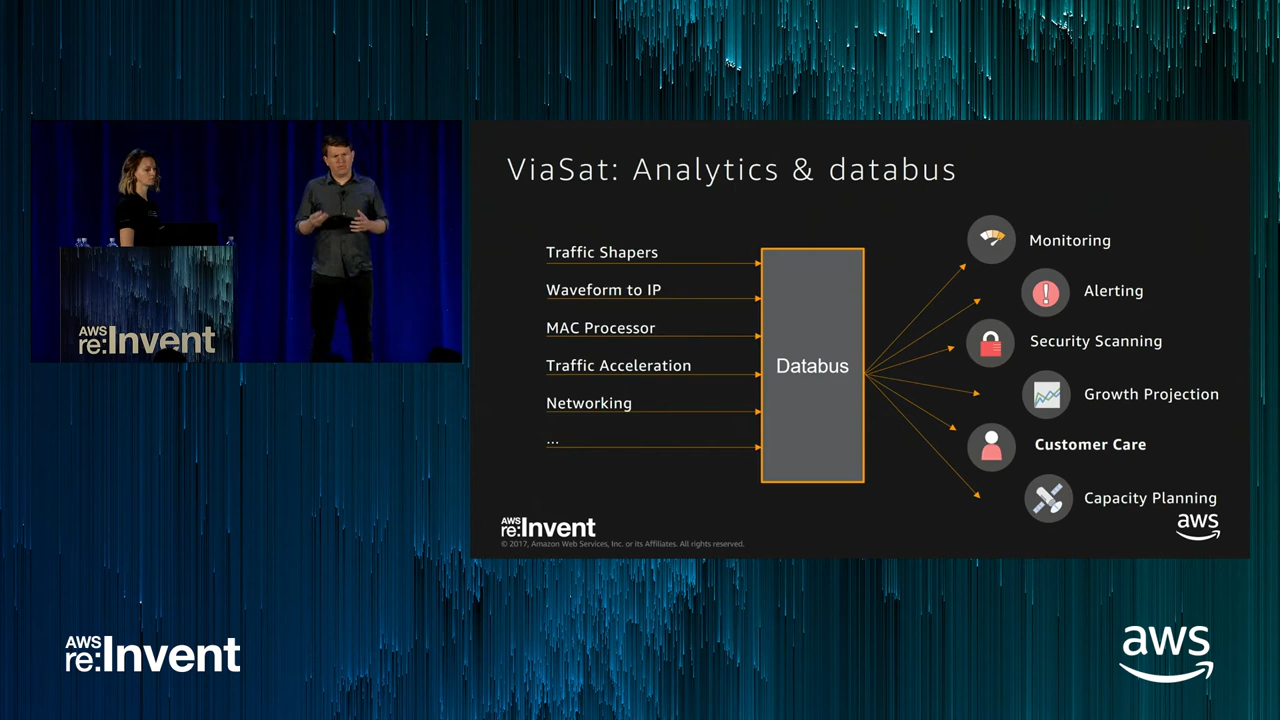 ViaSat: Analytics & databus
Traffic Shapers
Waveform to IP
MAC Processor
Traffic Acceleration
Networking
...
Databus
Monitoring
Alerting
Security Scanning
Growth Projection
Customer Care
Capacity Planning
AWS
re:Invent
© 2017, Amazon Web Services, Inc. or its Affiliates. All rights reserved.
aws
AWS
re:Invent
AWS
re:Invent
aws